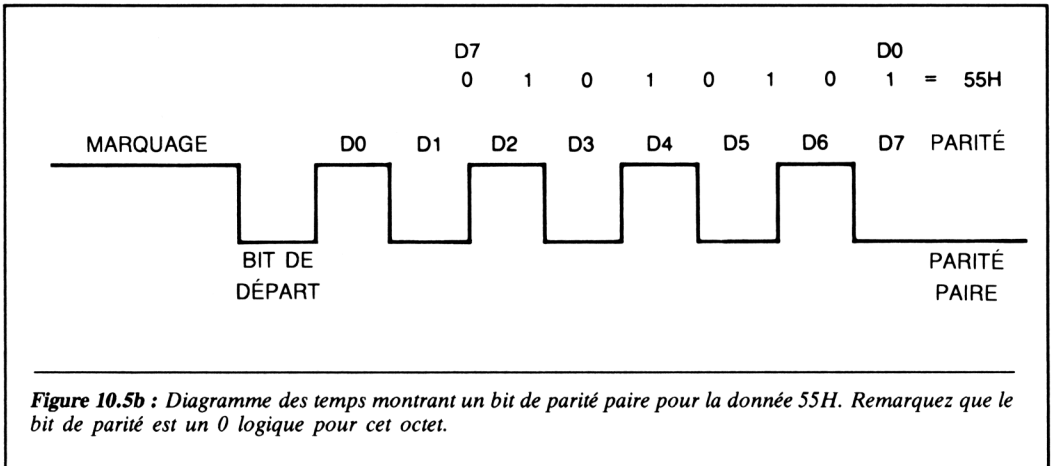 D7 D0
0 1 0 1 0 1 0 1 = 55H
MARQUAGE D0 D1 D2 D3 D4 D5 D6 D7 PARITÉ
BIT DE
DÉPART
PARITÉ
PAIRE
Figure 10.5b : Diagramme des temps montrant un bit de parité paire pour la donnée 55H. Remarquez que le
bit de parité est un 0 logique pour cet octet.